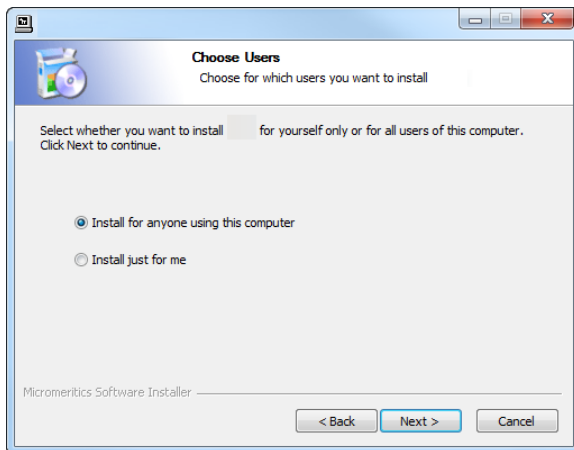 Choose Users
Choose for which users you want to install
Select whether you want to install for yourself only or for all users of this computer.
Click Next to continue.
Install for anyone using this computer
Install just for me
Micromeritics Software Installer
< Back Next > Cancel